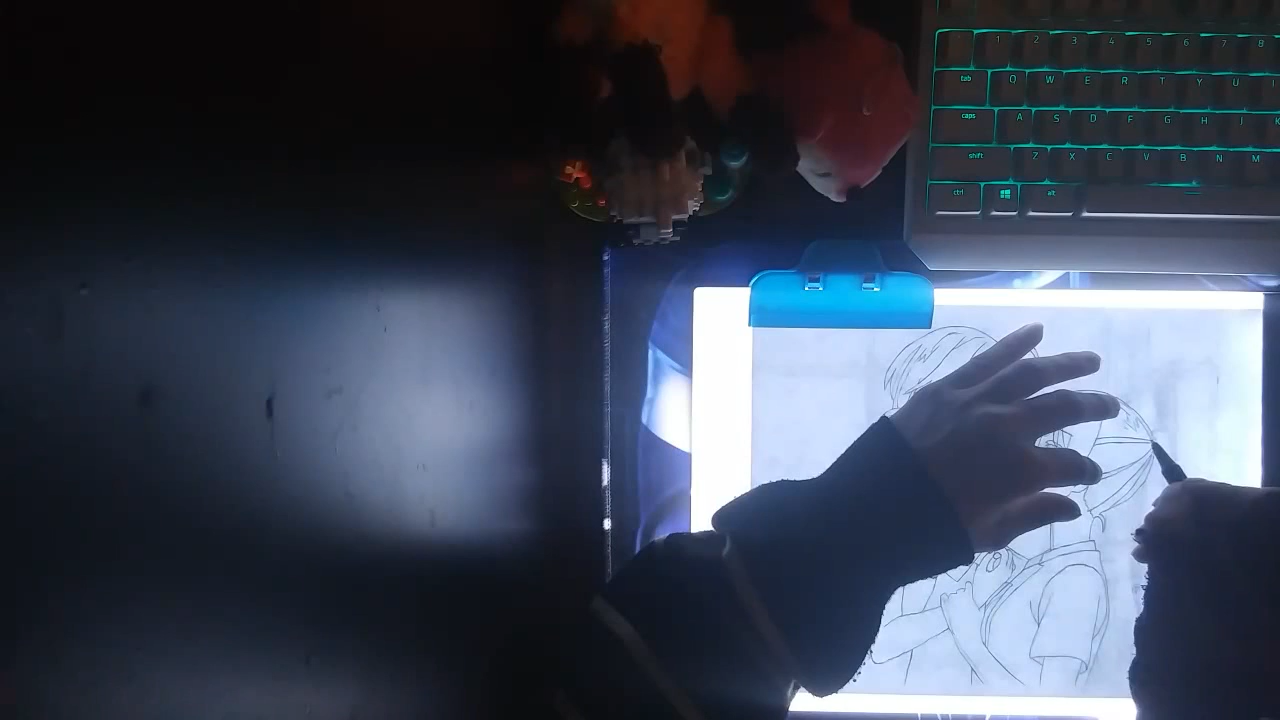 1 2 3 4 5 6 7 8
tab Q W E R T Y U I
caps A S D F G H J K
shift Z X C V B N M
ctrl alt